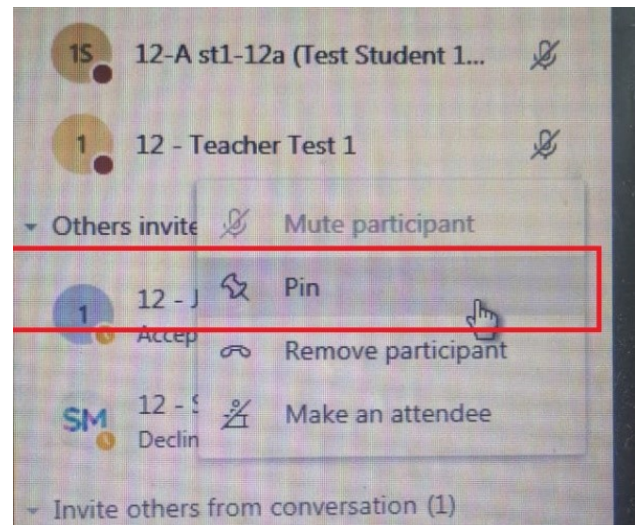 1S 12-A st1-12a (Test Student 1...
1 12 - Teacher Test 1
Others invite
Mute participant
Pin
1 12 - J
Accep
Remove participant
SM 12 - S
Declin
Make an attendee
Invite others from conversation (1)